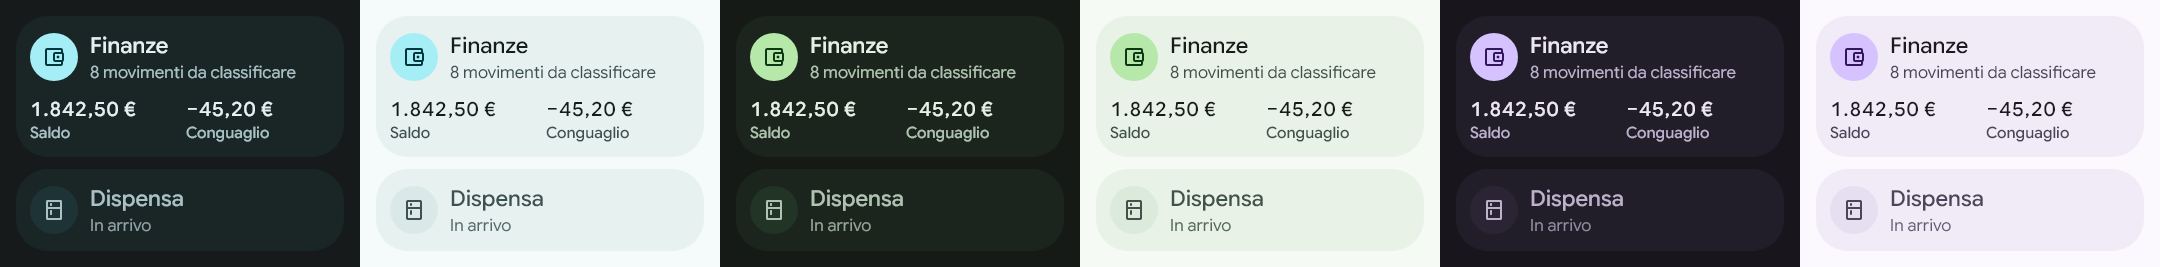 Finanze
8 movimenti da classificare
1.842,50 € −45,20 €
Saldo Conguaglio
Dispensa
In arrivo
Finanze
8 movimenti da classificare
1.842,50 € −45,20 €
Saldo Conguaglio
Dispensa
In arrivo
Finanze
8 movimenti da classificare
1.842,50 € −45,20 €
Saldo Conguaglio
Dispensa
In arrivo
Finanze
8 movimenti da classificare
1.842,50 € −45,20 €
Saldo Conguaglio
Dispensa
In arrivo
Finanze
8 movimenti da classificare
1.842,50 € −45,20 €
Saldo Conguaglio
Dispensa
In arrivo
Finanze
8 movimenti da classificare
1.842,50 € −45,20 €
Saldo Conguaglio
Dispensa
In arrivo